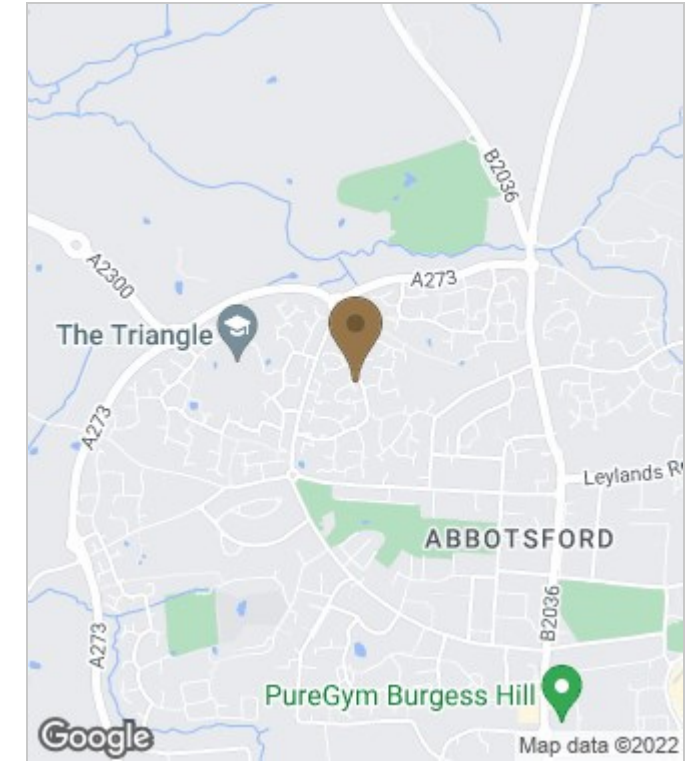 B2036
A2300
A273
The Triangle
A273
Leylands R
ABBOTSFORD
B2036
A273
PureGym Burgess Hill
Google
Map data ©2022